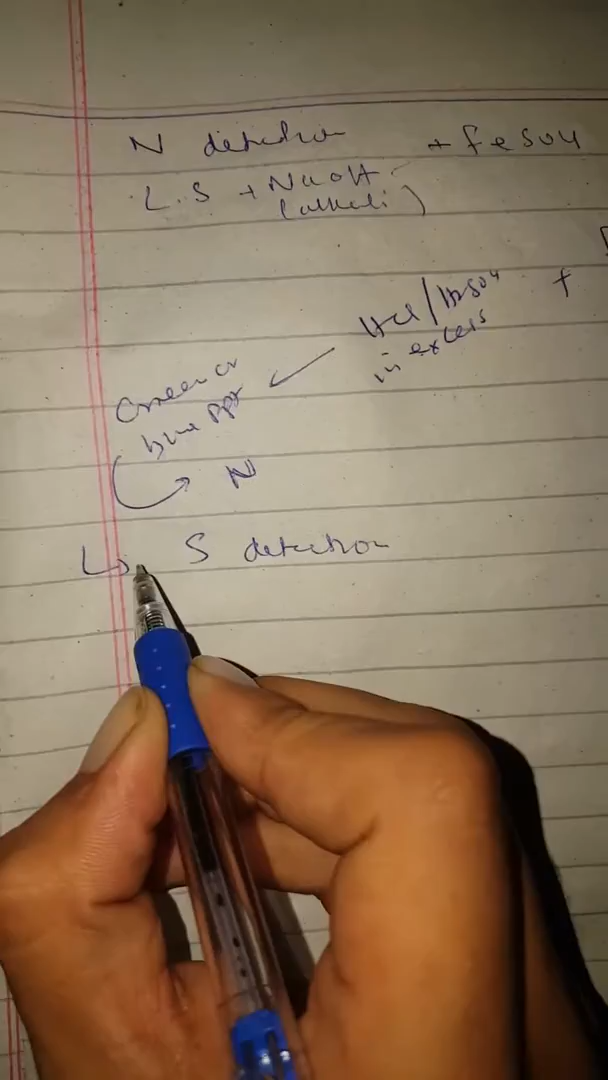 N detection + FeSO4
L.S + NaOH
(alkali)
HCl/H2SO4 +
in excess
Green or
blue ppt
N
S detection